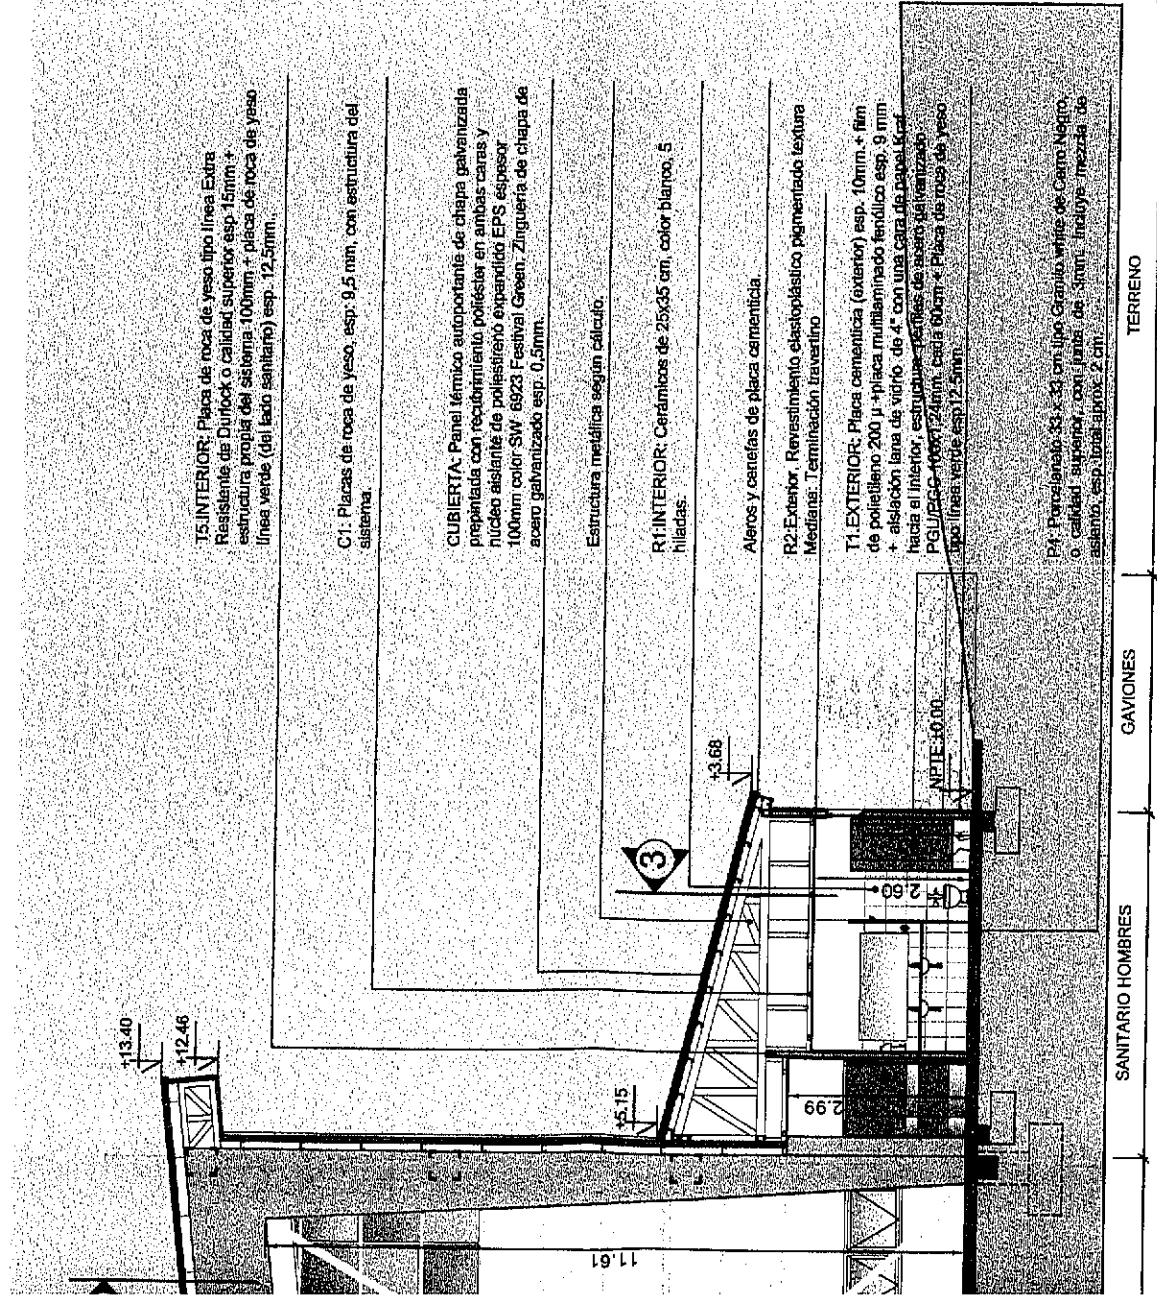 T5.INTERIOR: Placa de roca de yeso tipo línea Extra
Resistente de Durlock o calidad superior esp 15mm +
estructura propia del sistema 100mm + placa de roca de yeso
línea verde (del lado sanitario) esp. 12,5mm.
C1: Placas de roca de yeso, esp: 9,5 mm, con estructura del
sistema.
CUBIERTA: Panel térmico autoportante de chapa galvanizada
prepintada con recubrimiento poliéster en ambas caras y
núcleo aislante de poliestireno expandido EPS espesor
100mm color SW 6923 Festival Green. Zinguería de chapa de
acero galvanizado esp. 0,5mm.
Estructura metálica según cálculo.
R1:INTERIOR: Cerámicos de 25x35 cm, color blanco, 5
hiladas.
Aleros y cenefas de placa cementicia.
R2:Exterior. Revestimiento elastoplástico pigmentado textura
Mediana: Terminación travertino
T1.EXTERIOR: Placa cementicia (exterior) esp. 10mm.+ film
de polietileno 200 µ +placa multilaminado fenólico esp. 9 mm
+ aislación lana de vidrio de 4" con una cara de papel Kraf
hacia el interior, estructura perfiles de acero galvanizado
PGU/PGC cada 60cm + Placa de roca de yeso
tipo línea verde esp12.5mm
P4: Porcelanato 33 x 33 cm tipo Granito white de Cerro Negro,
o calidad superior, con junta de 3mm. Incluye mezcla de
asiento, esp. total aprox: 2 cm.
+13.40
+12.46
+5.15
+3.68
3
NPTE ±0.00
2.60
2.99
11.61
SANITARIO HOMBRES
GAVIONES
TERRENO